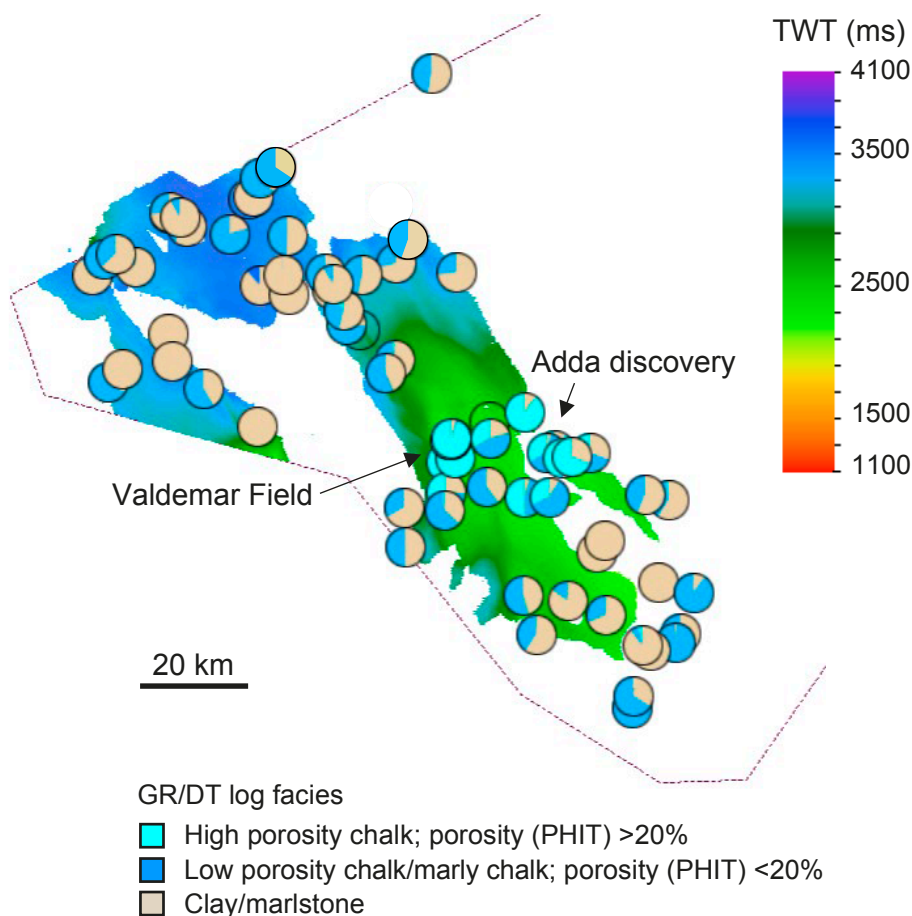 TWT (ms)
4100
3500
2500
1500
1100
Adda discovery
Valdemar Field
20 km
GR/DT log facies
High porosity chalk; porosity (PHIT) >20%
Low porosity chalk/marly chalk; porosity (PHIT) <20%
Clay/marlstone